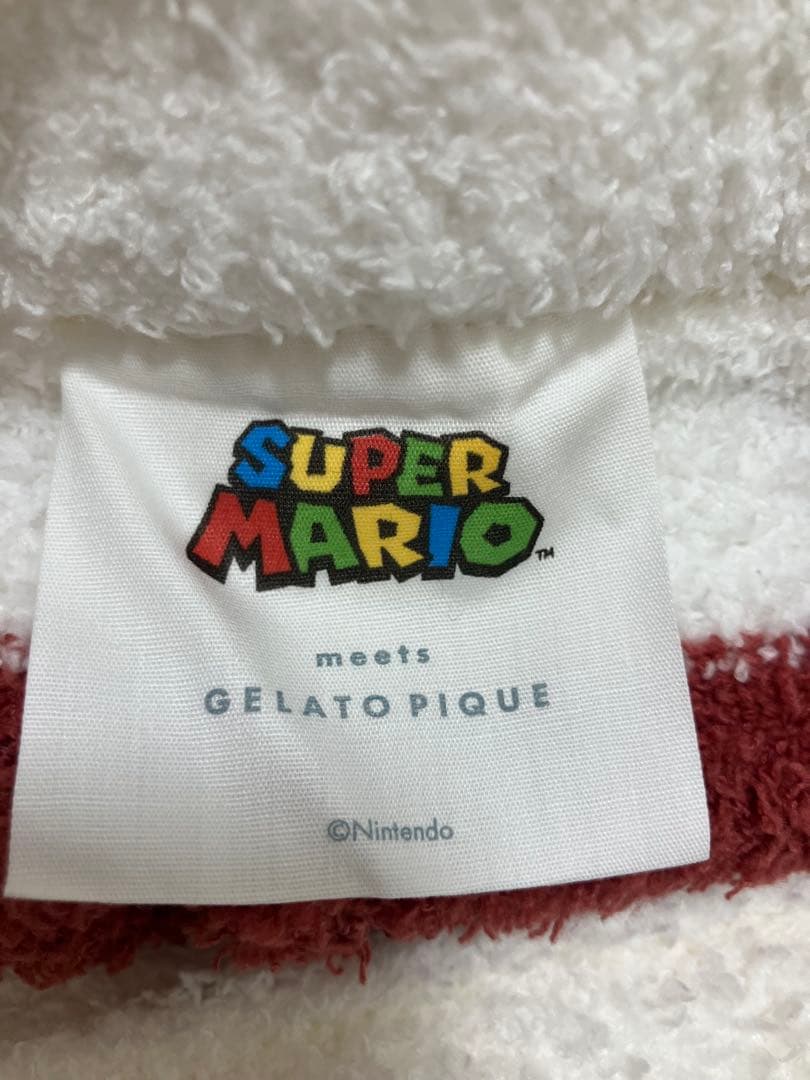 SUPER
MARIO™
meets
GELATO PIQUE
©Nintendo